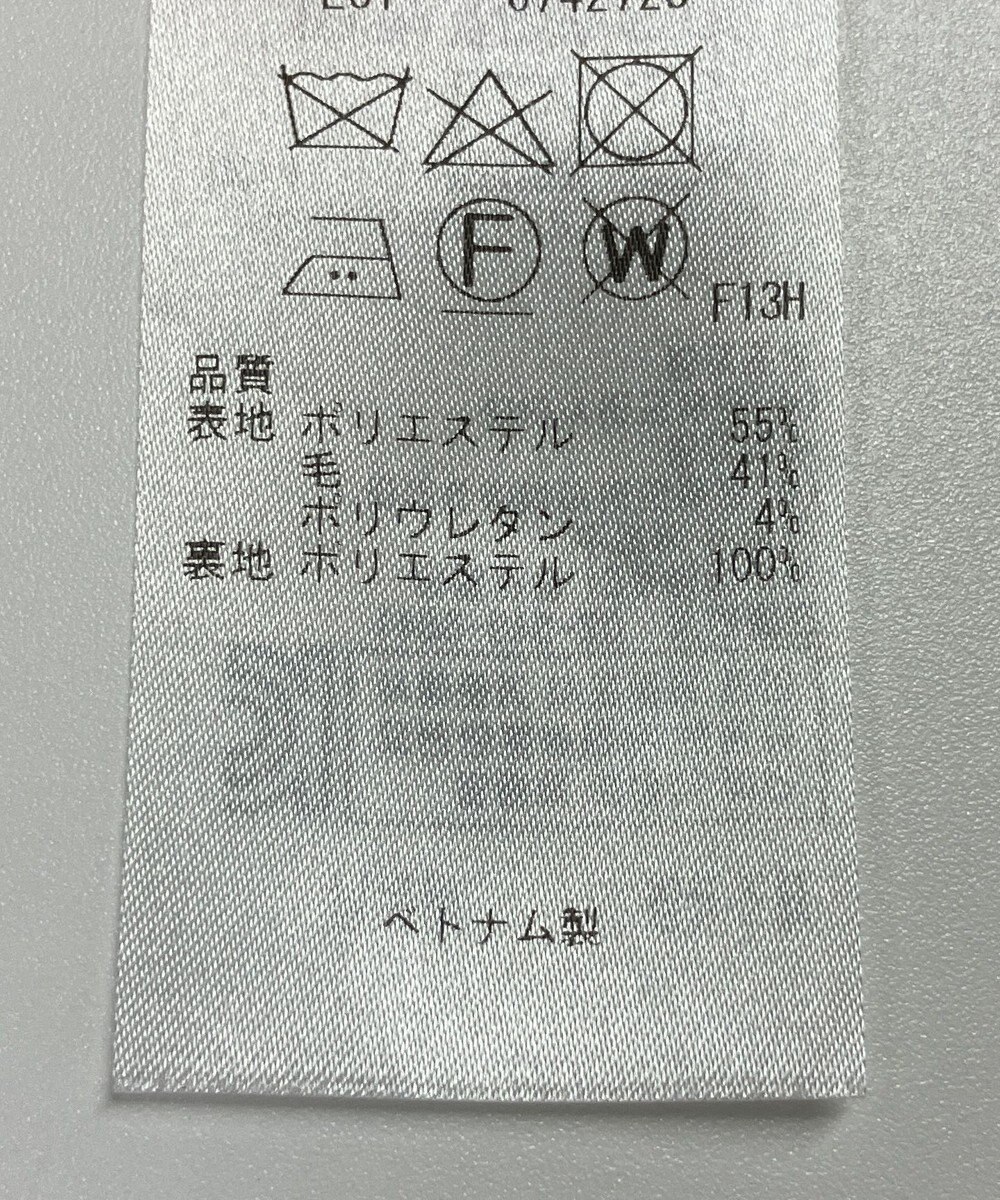 F
W
F13H
品質
表地 ポリエステル 55%
毛 41%
ポリウレタン 4%
裏地 ポリエステル 100%
ベトナム製